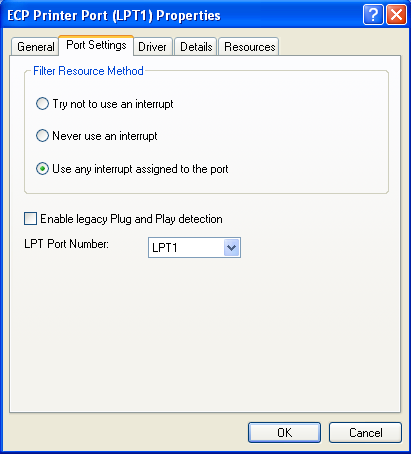 ECP Printer Port (LPT1) Properties
General Port Settings Driver Details Resources
Filter Resource Method
Try not to use an interrupt
Never use an interrupt
Use any interrupt assigned to the port
Enable legacy Plug and Play detection
LPT Port Number: LPT1
OK Cancel